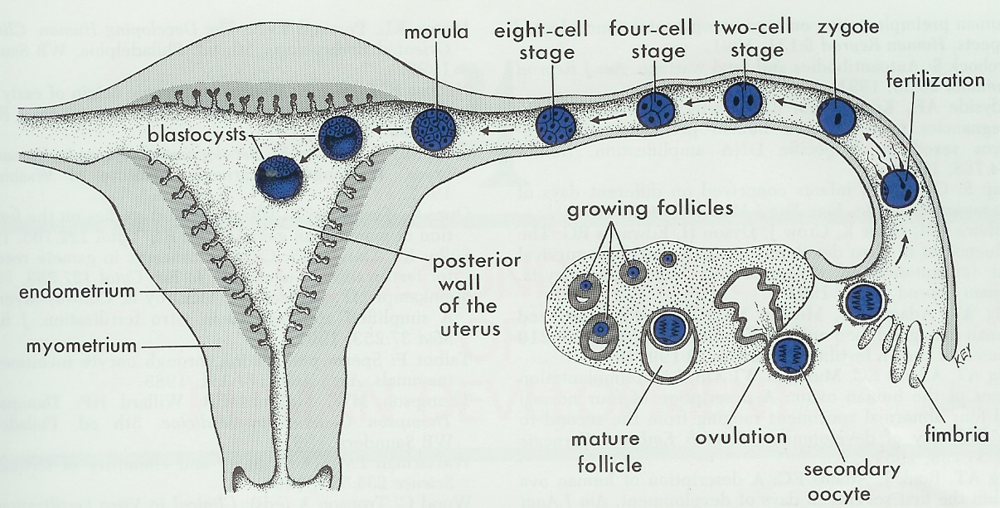 morula
eight-cell
stage
four-cell
stage
two-cell
stage
zygote
fertilization
blastocysts
growing follicles
posterior
wall
of the
uterus
endometrium
myometrium
KEY
mature
follicle
ovulation
secondary
oocyte
fimbria